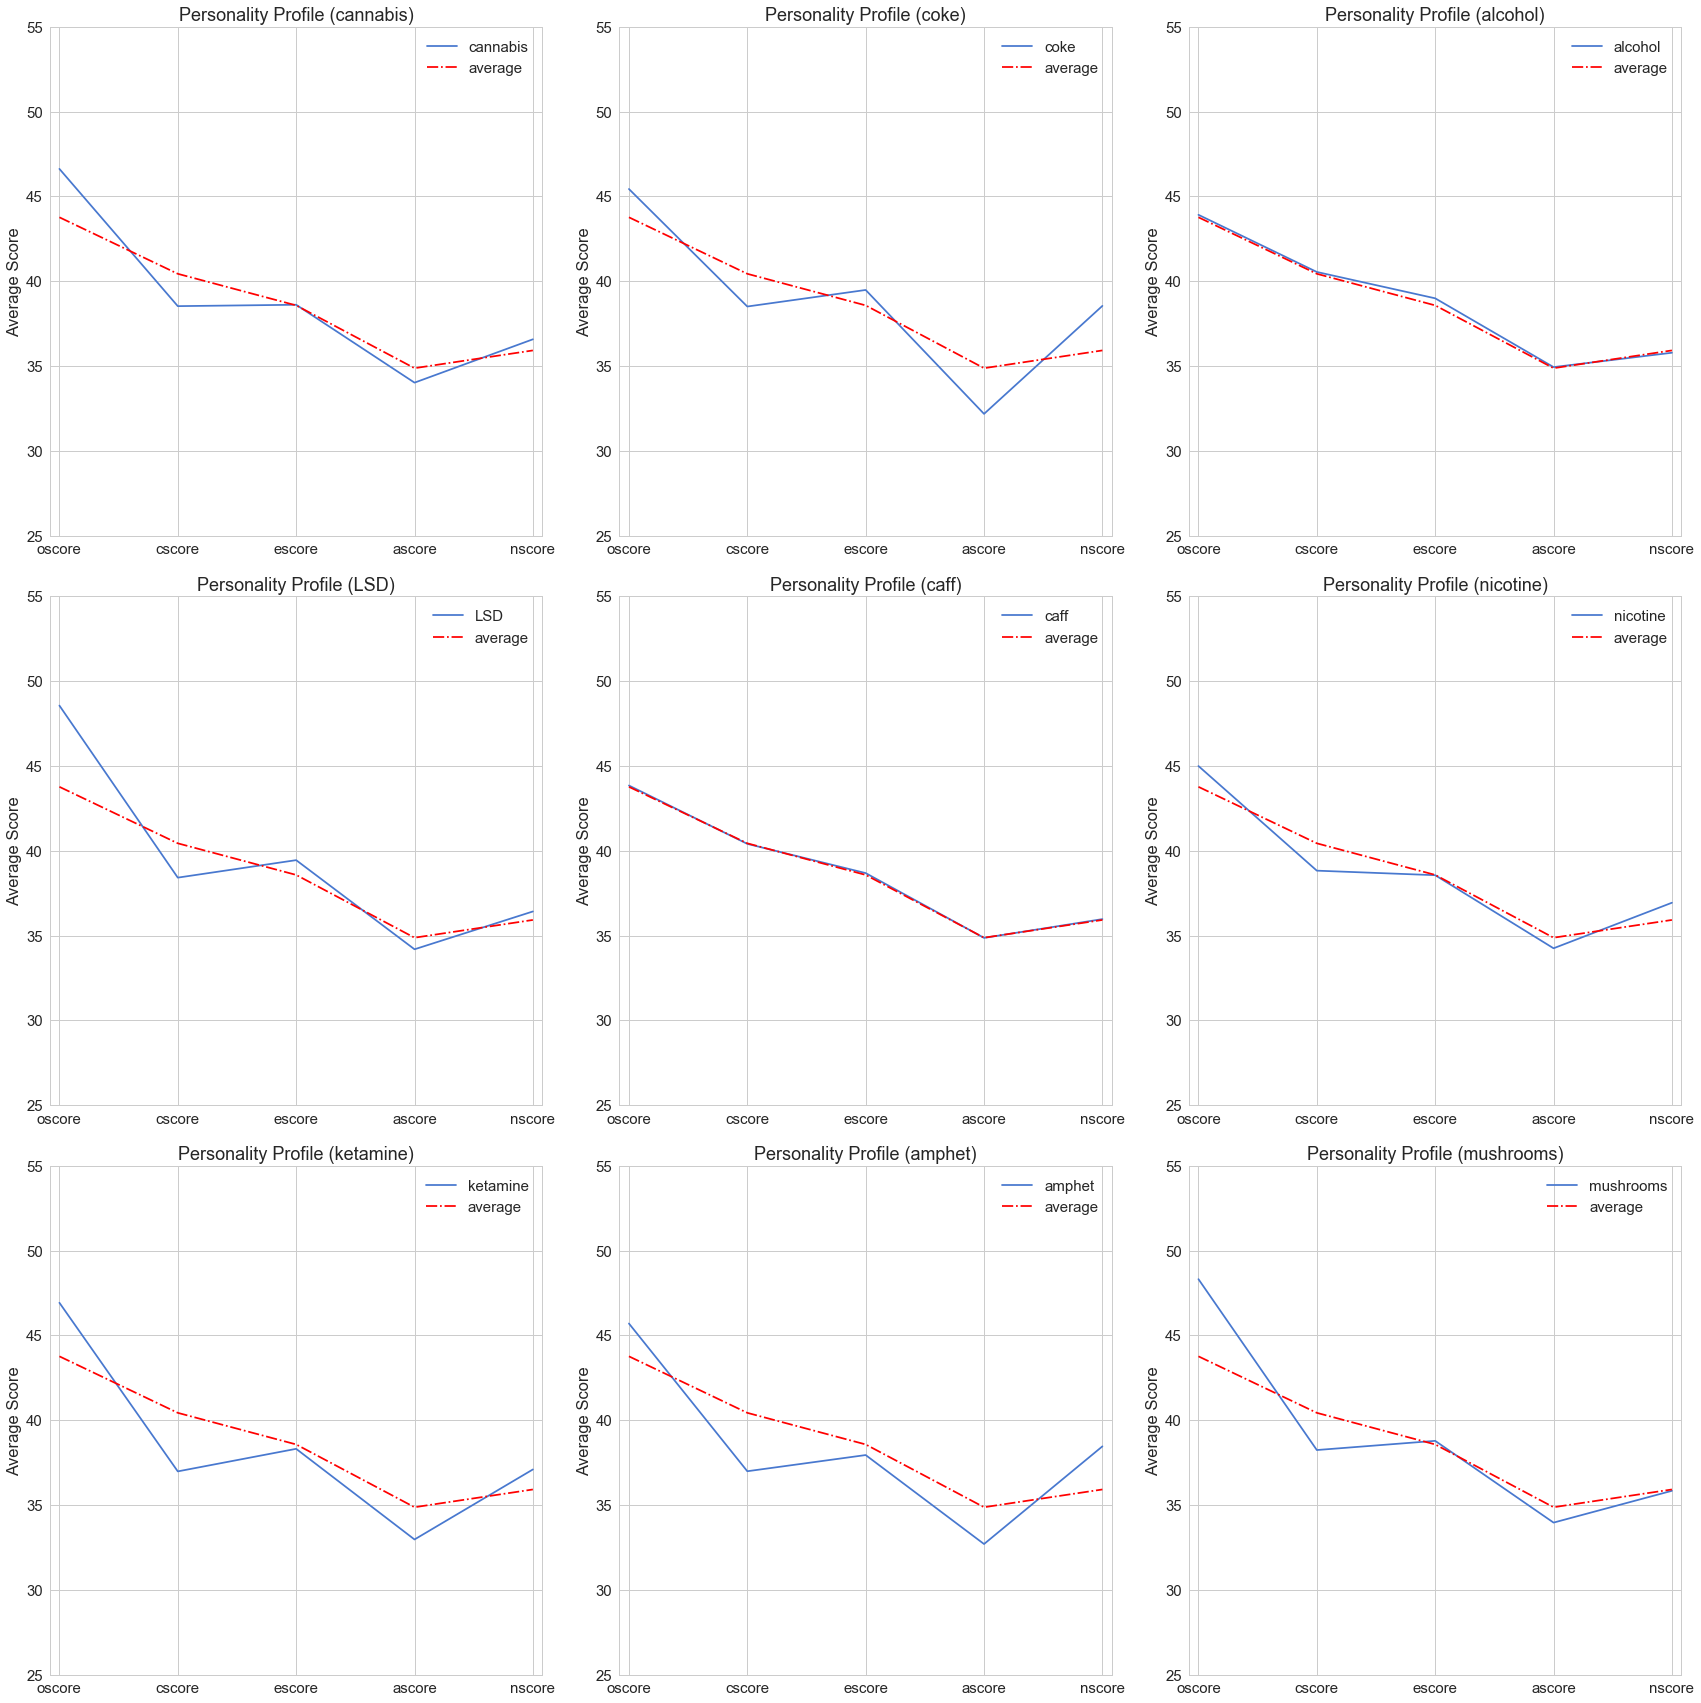 Personality Profile (cannabis)
55
50
45
40
35
30
25
Average Score
cannabis
average
oscore cscore escore ascore nscore
Personality Profile (coke)
55
50
45
40
35
30
25
Average Score
coke
average
oscore cscore escore ascore nscore
Personality Profile (alcohol)
55
50
45
40
35
30
25
Average Score
alcohol
average
oscore cscore escore ascore nscore
Personality Profile (LSD)
55
50
45
40
35
30
25
Average Score
LSD
average
oscore cscore escore ascore nscore
Personality Profile (caff)
55
50
45
40
35
30
25
Average Score
caff
average
oscore cscore escore ascore nscore
Personality Profile (nicotine)
55
50
45
40
35
30
25
Average Score
nicotine
average
oscore cscore escore ascore nscore
Personality Profile (ketamine)
55
50
45
40
35
30
25
Average Score
ketamine
average
oscore cscore escore ascore nscore
Personality Profile (amphet)
55
50
45
40
35
30
25
Average Score
amphet
average
oscore cscore escore ascore nscore
Personality Profile (mushrooms)
55
50
45
40
35
30
25
Average Score
mushrooms
average
oscore cscore escore ascore nscore